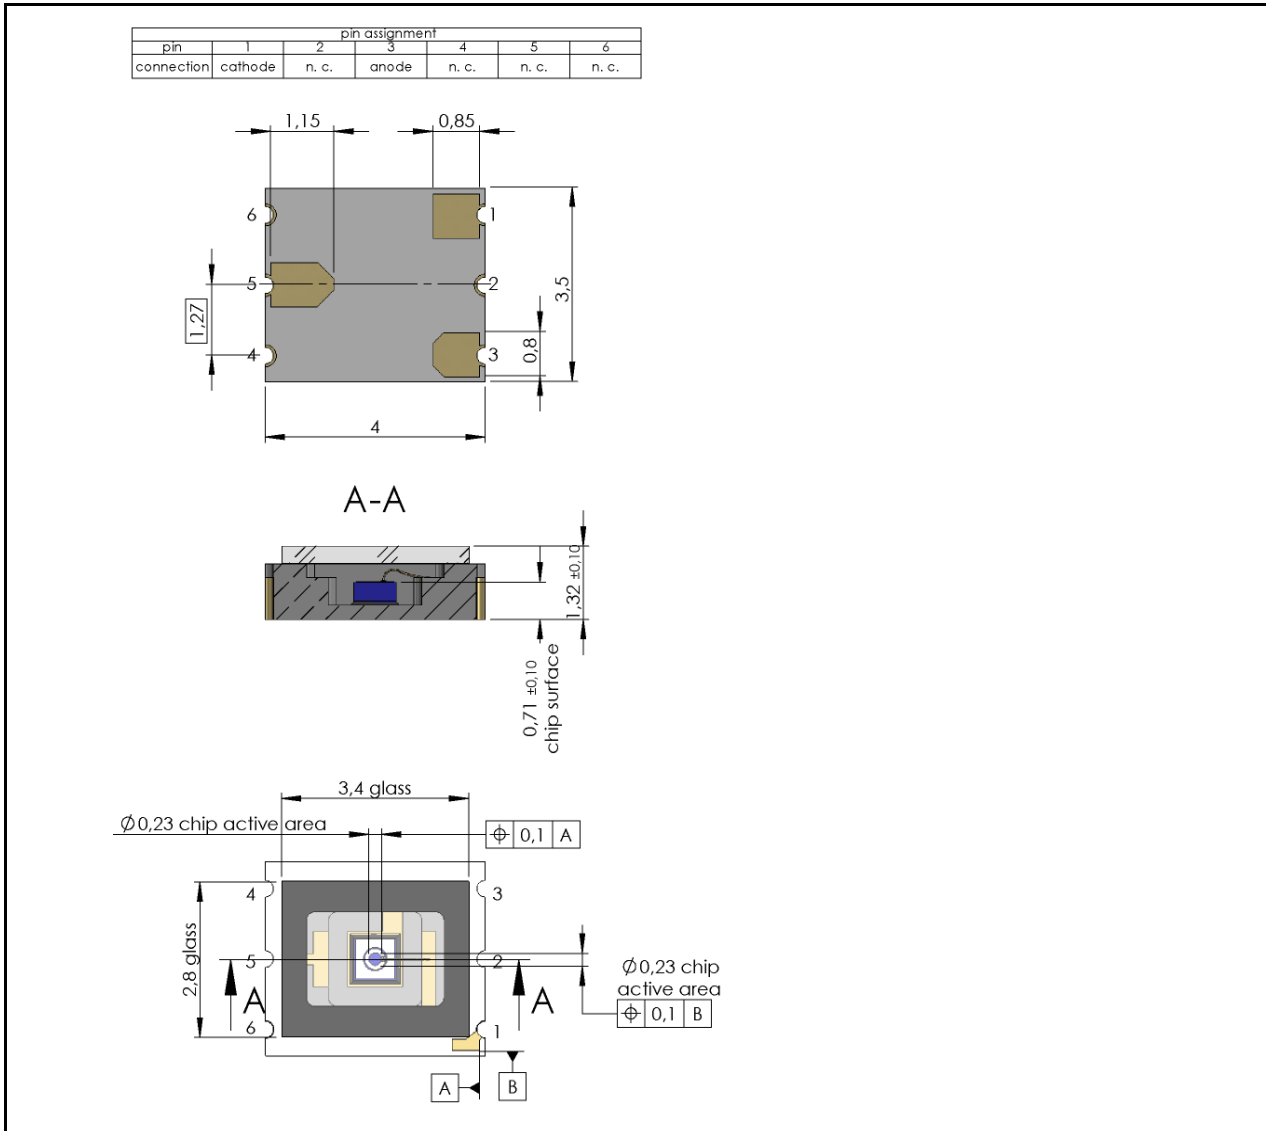 pin assignment
pin 1 2 3 4 5 6
connection cathode n. c. anode n. c. n. c. n. c.
1,15 0,85
6 1
5 2
1,27
3,5
4 3
0,8
4
A-A
1,32 ±0,10
0,71 ±0,10
chip surface
3,4 glass
Ø0,23 chip active area
⌖ 0,1 A
4 3
2,8 glass
5 2
A A
Ø0,23 chip
active area
⌖ 0,1 B
6 1
A B